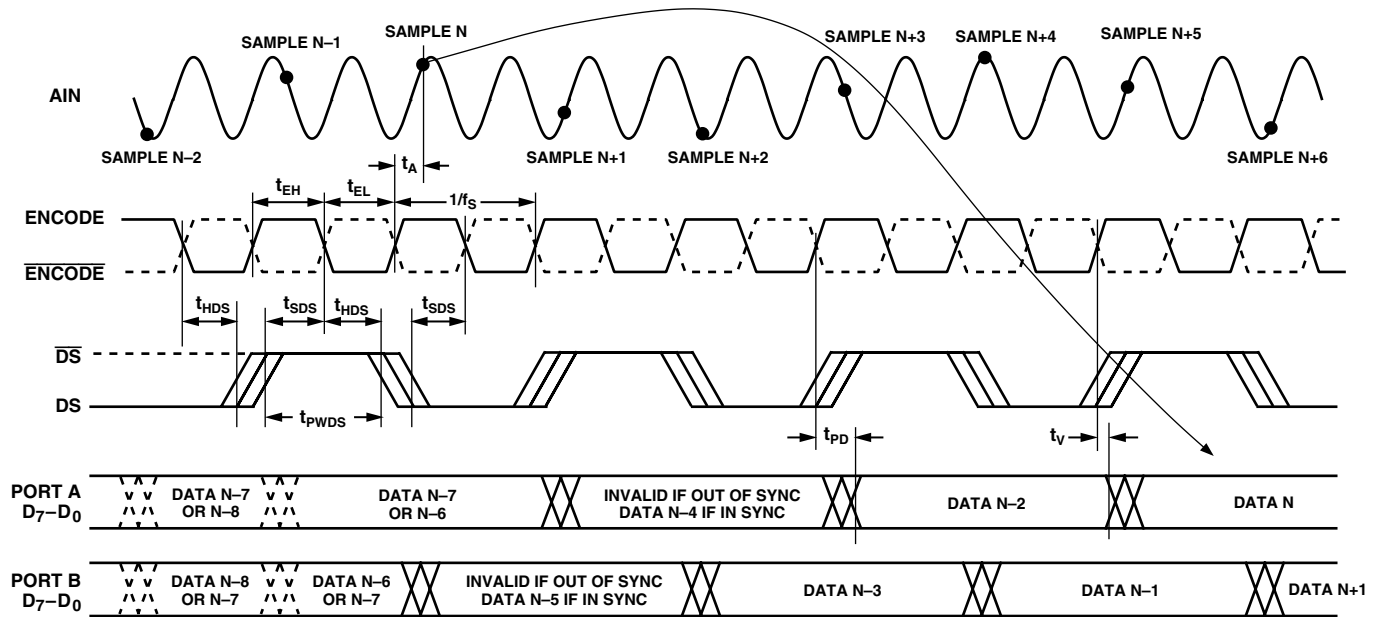 SAMPLE N–1
SAMPLE N
SAMPLE N+3
SAMPLE N+4
SAMPLE N+5
AIN
SAMPLE N–2
SAMPLE N+1
SAMPLE N+2
SAMPLE N+6
tA
tEH
tEL
1/fS
ENCODE
ENCODE
tHDS
tSDS
tHDS
tSDS
DS
DS
tPWDS
tPD
tV
PORT A
D7–D0
DATA N–7
OR N–8
DATA N–7
OR N–6
INVALID IF OUT OF SYNC
DATA N–4 IF IN SYNC
DATA N–2
DATA N
PORT B
D7–D0
DATA N–8
OR N–7
DATA N–6
OR N–7
INVALID IF OUT OF SYNC
DATA N–5 IF IN SYNC
DATA N–3
DATA N–1
DATA N+1